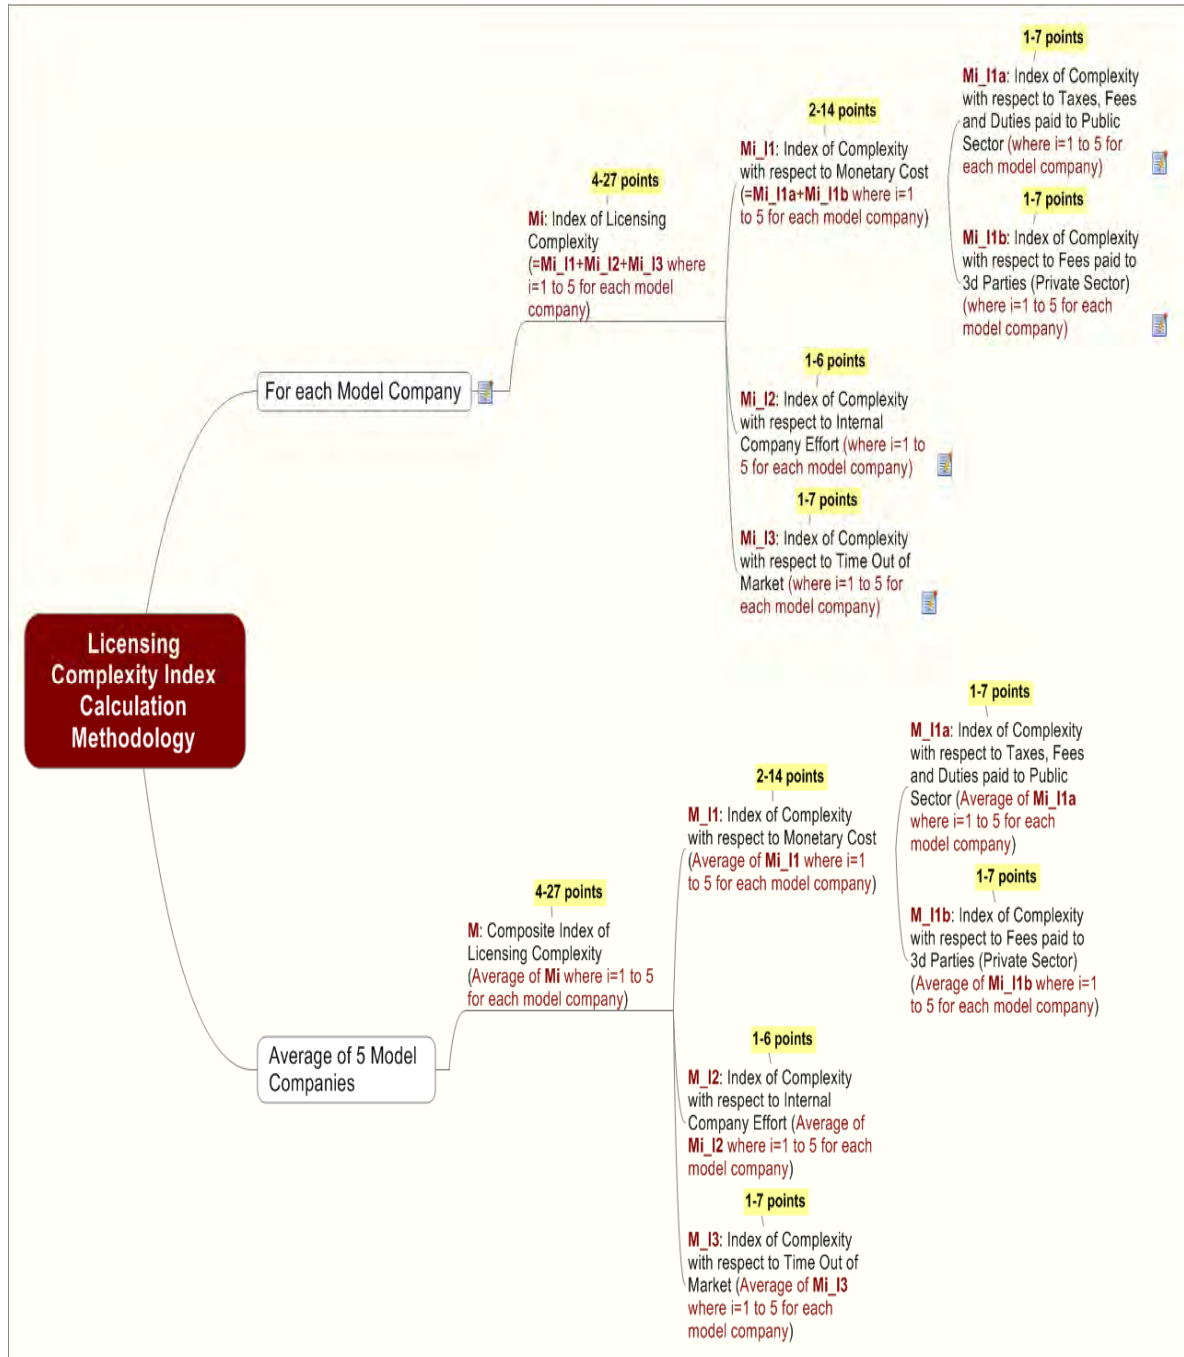 Licensing
Complexity Index
Calculation
Methodology
For each Model Company
4-27 points
Mi: Index of Licensing
Complexity
(=Mi_I1+Mi_I2+Mi_I3 where
i=1 to 5 for each model
company)
2-14 points
Mi_I1: Index of Complexity
with respect to Monetary Cost
(=Mi_I1a+Mi_I1b where i=1
to 5 for each model company)
1-7 points
Mi_I1a: Index of Complexity
with respect to Taxes, Fees
and Duties paid to Public
Sector (where i=1 to 5 for
each model company)
1-7 points
Mi_I1b: Index of Complexity
with respect to Fees paid to
3d Parties (Private Sector)
(where i=1 to 5 for each
model company)
1-6 points
Mi_I2: Index of Complexity
with respect to Internal
Company Effort (where i=1 to
5 for each model company)
1-7 points
Mi_I3: Index of Complexity
with respect to Time Out of
Market (where i=1 to 5 for
each model company)
Average of 5 Model
Companies
4-27 points
M: Composite Index of
Licensing Complexity
(Average of Mi where i=1 to 5
for each model company)
2-14 points
M_I1: Index of Complexity
with respect to Monetary Cost
(Average of Mi_I1 where i=1
to 5 for each model company)
1-7 points
M_I1a: Index of Complexity
with respect to Taxes, Fees
and Duties paid to Public
Sector (Average of Mi_I1a
where i=1 to 5 for each
model company)
1-7 points
M_I1b: Index of Complexity
with respect to Fees paid to
3d Parties (Private Sector)
(Average of Mi_I1b where i=1
to 5 for each model company)
1-6 points
M_I2: Index of Complexity
with respect to Internal
Company Effort (Average of
Mi_I2 where i=1 to 5 for each
model company)
1-7 points
M_I3: Index of Complexity
with respect to Time Out of
Market (Average of Mi_I3
where i=1 to 5 for each
model company)